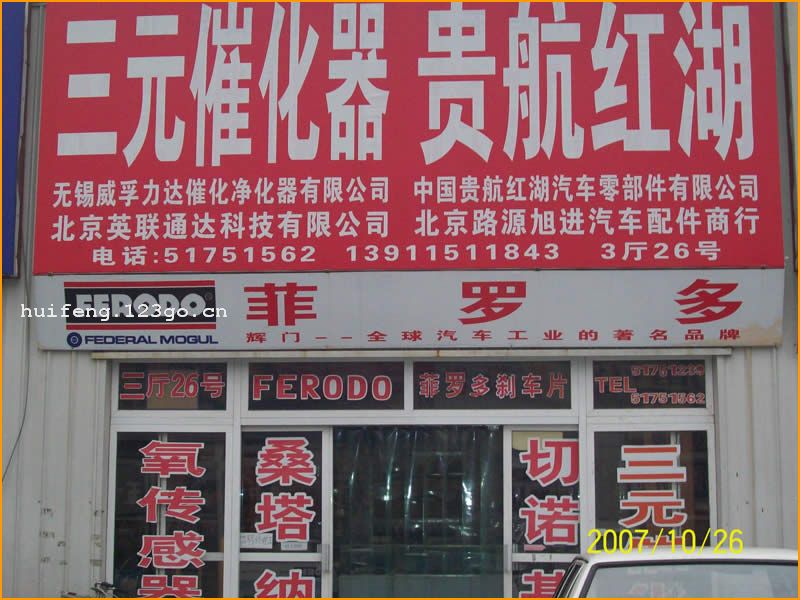 三元催化器 贵航红湖
无锡威孚力达催化净化器有限公司 中国贵航红湖汽车零部件有限公司
北京英联通达科技有限公司 北京路源旭进汽车配件商行
电话:51751562 13911511843 3厅26号
FERODO® 菲罗多
huifeng.123go.cn
FEDERAL MOGUL 辉门--全球汽车工业的著名品牌
三厅26号 FERODO 菲罗多刹车片 TEL 51751239
51751562
氧传感器
桑塔纳
切诺基
三元
2007/10/26